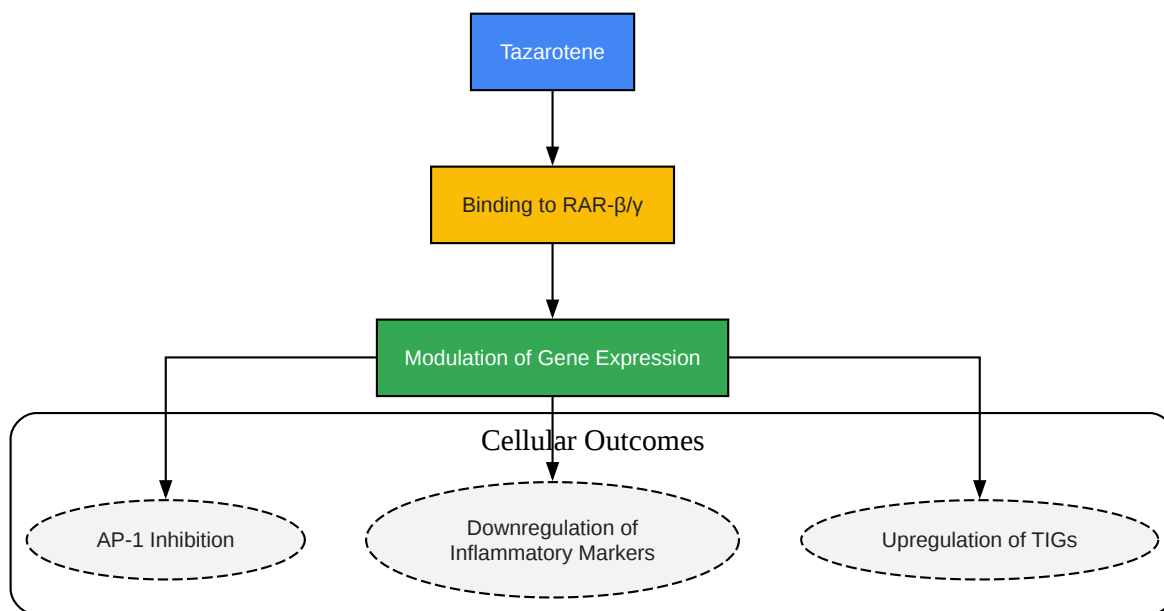 Tazarotene
Binding to RAR-β/γ
Modulation of Gene Expression
Cellular Outcomes
AP-1 Inhibition
Downregulation of
Inflammatory Markers
Upregulation of TIGs